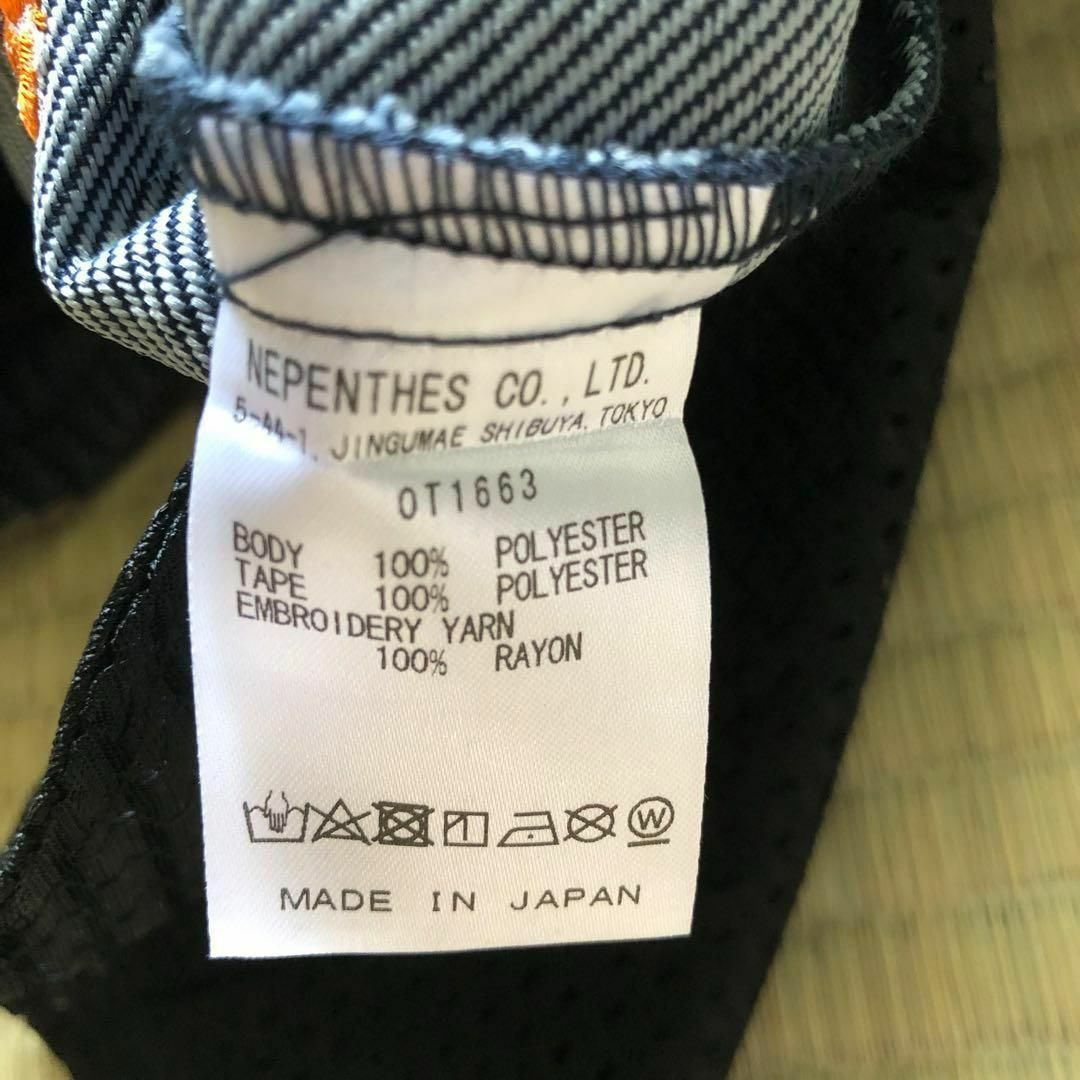 NEPENTHES CO., LTD.
5-44-1, JINGUMAE SHIBUYA, TOKYO
OT1663
BODY 100% POLYESTER
TAPE 100% POLYESTER
EMBROIDERY YARN
100% RAYON
W
MADE IN JAPAN